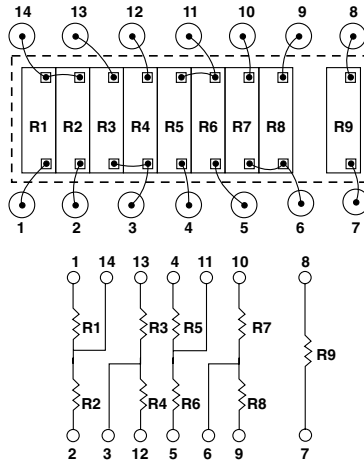 14 13 12 11 10 9 8
R1 R2 R3 R4 R5 R6 R7 R8 R9
1 2 3 4 5 6 7
1 14 13 4 11 10 8
R1 R3 R5 R7
R9
R2 R4 R6 R8
2 3 12 5 6 9 7